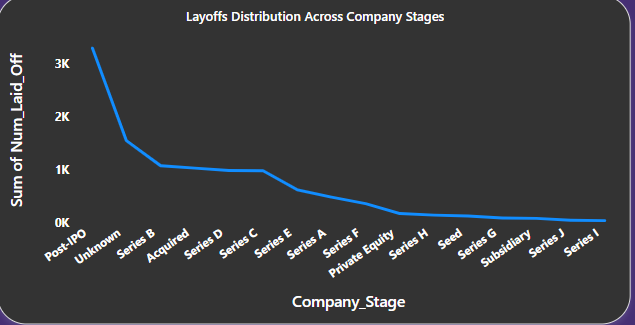 Layoffs Distribution Across Company Stages
Sum of Num_Laid_Off
3K
2K
1K
0K
Post-IPO
Unknown
Series B
Acquired
Series D
Series C
Series E
Series A
Series F
Private Equity
Series H
Seed
Series G
Subsidiary
Series J
Series I
Company_Stage